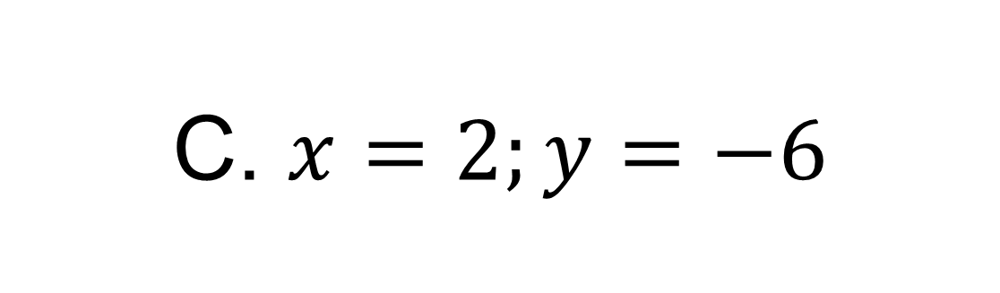 C. x = 2; y = −6